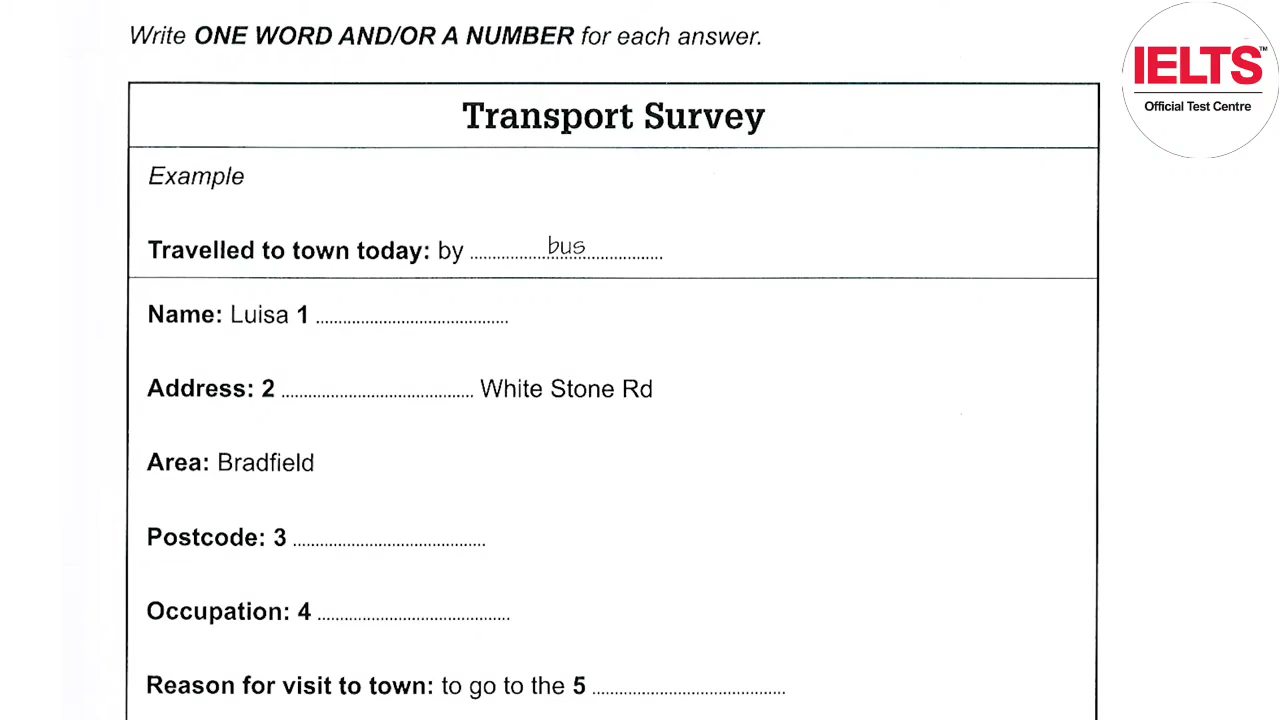 Write ONE WORD AND/OR A NUMBER for each answer.
IELTS™
Official Test Centre
Transport Survey
Example
Travelled to town today: by ..........bus..........
Name: Luisa 1 ....................
Address: 2 .................... White Stone Rd
Area: Bradfield
Postcode: 3 ....................
Occupation: 4 ....................
Reason for visit to town: to go to the 5 ....................